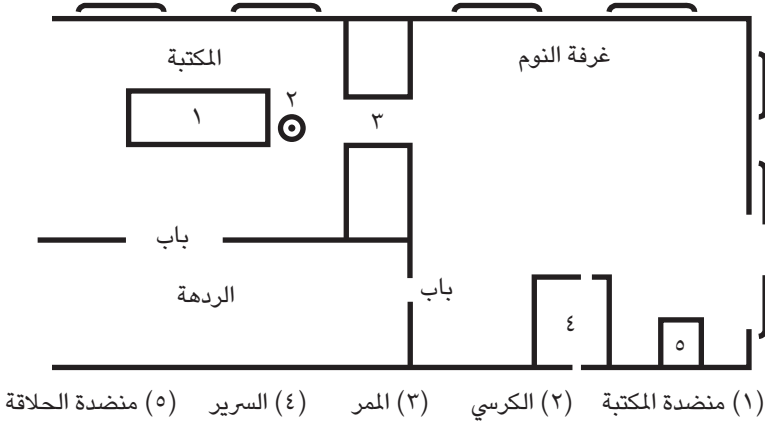 غرفة النوم
المكتبة
٢
١
٣
باب
باب
الردهة
٤
٥
(١) منضدة المكتبة (٢) الكرسي (٣) الممر (٤) السرير (٥) منضدة الحلاقة